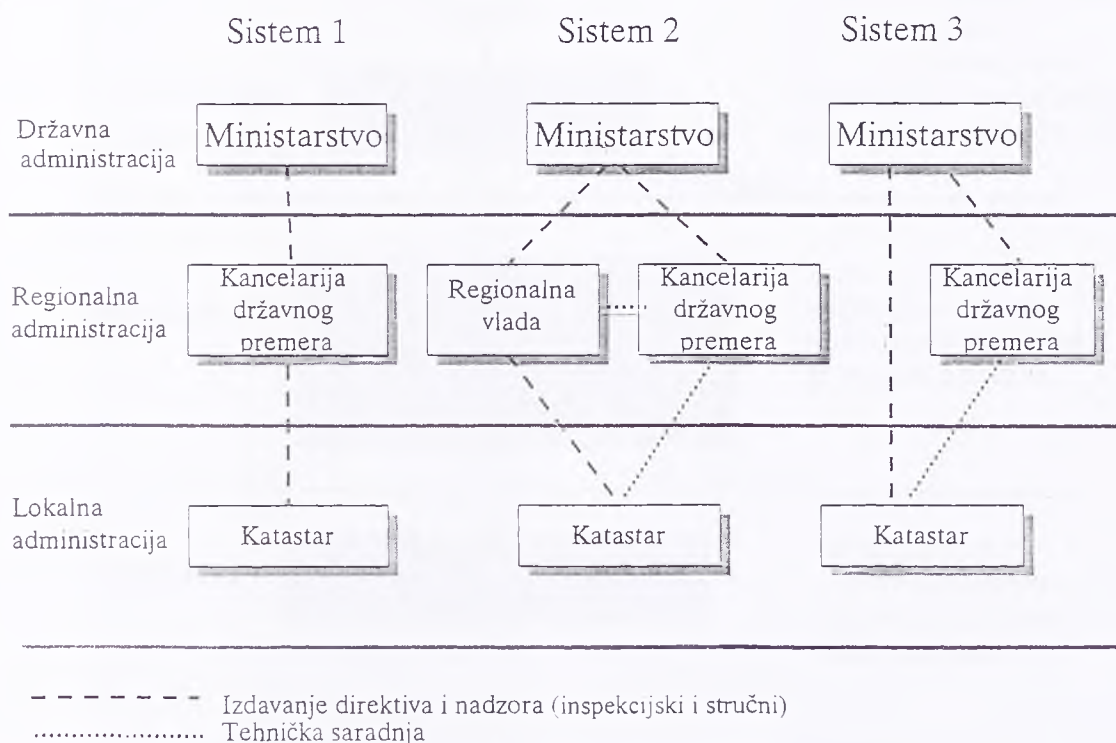 Sistem 1
Sistem 2
Sistem 3
Državna
administracija
Ministarstvo
Ministarstvo
Ministarstvo
Regionalna
administracija
Kancelarija
državnog
premera
Regionalna
vlada
Kancelarija
državnog
premera
Kancelarija
državnog
premera
Lokalna
administracija
Katastar
Katastar
Katastar
Izdavanje direktiva i nadzora (inspekcijski i stručni)
Tehnička saradnja